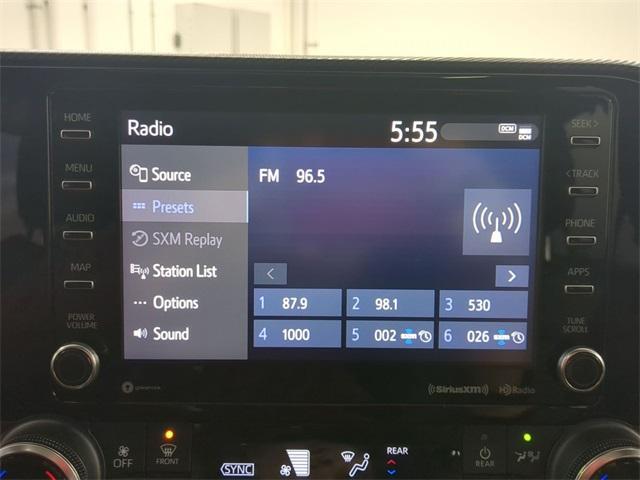 HOME
MENU
AUDIO
MAP
POWER
VOLUME
Radio
5:55
DCM
DCM
Source
Presets
SXM Replay
Station List
Options
Sound
FM 96.5
1 87.9
2 98.1
3 530
4 1000
5 002
6 026
SEEK >
< TRACK
PHONE
APPS
TUNE
SCROLL
((SiriusXM))
HD Radio
OFF
FRONT
SYNC
REAR
REAR